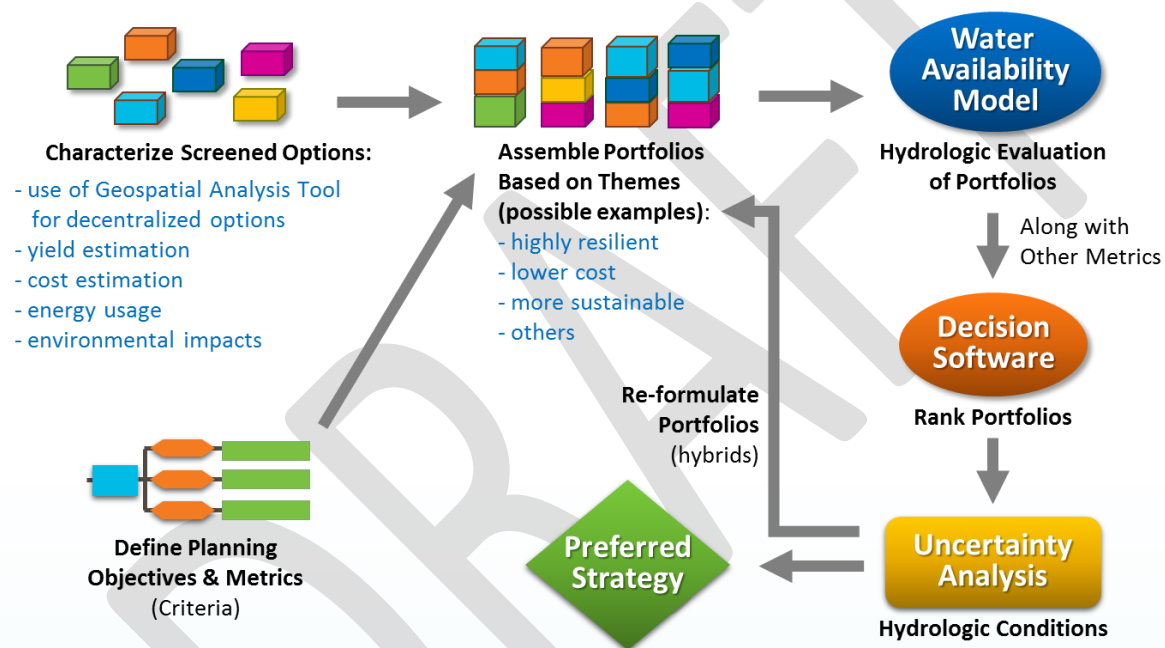 Characterize Screened Options:
- use of Geospatial Analysis Tool
for decentralized options
- yield estimation
- cost estimation
- energy usage
- environmental impacts
Assemble Portfolios
Based on Themes
(possible examples):
- highly resilient
- lower cost
- more sustainable
- others
Water
Availability
Model
Hydrologic Evaluation
of Portfolios
Along with
Other Metrics
Decision
Software
Rank Portfolios
Re-formulate
Portfolios
(hybrids)
Define Planning
Objectives & Metrics
(Criteria)
Preferred
Strategy
Uncertainty
Analysis
Hydrologic Conditions
DRAFT